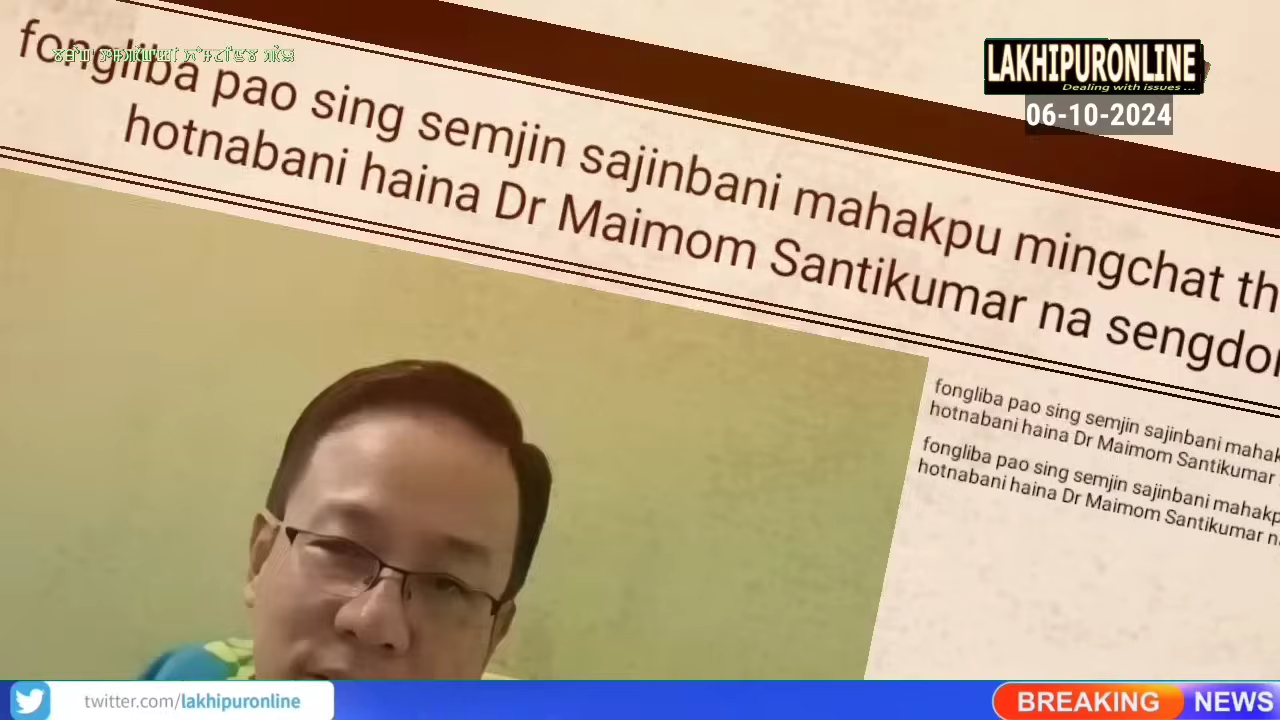 fongliba pao sing semjin sajinbani mahakpu mingchat th
hotnabani haina Dr Maimom Santikumar na sengdo
LAKHIPURONLINE
Dealing with issues ...
06-10-2024
fongliba pao sing semjin sajinbani mahak
hotnabani haina Dr Maimom Santikumar
fongliba pao sing semjin sajinbani mahakp
hotnabani haina Dr Maimom Santikumar n
twitter.com/lakhipuronline
BREAKING NEWS